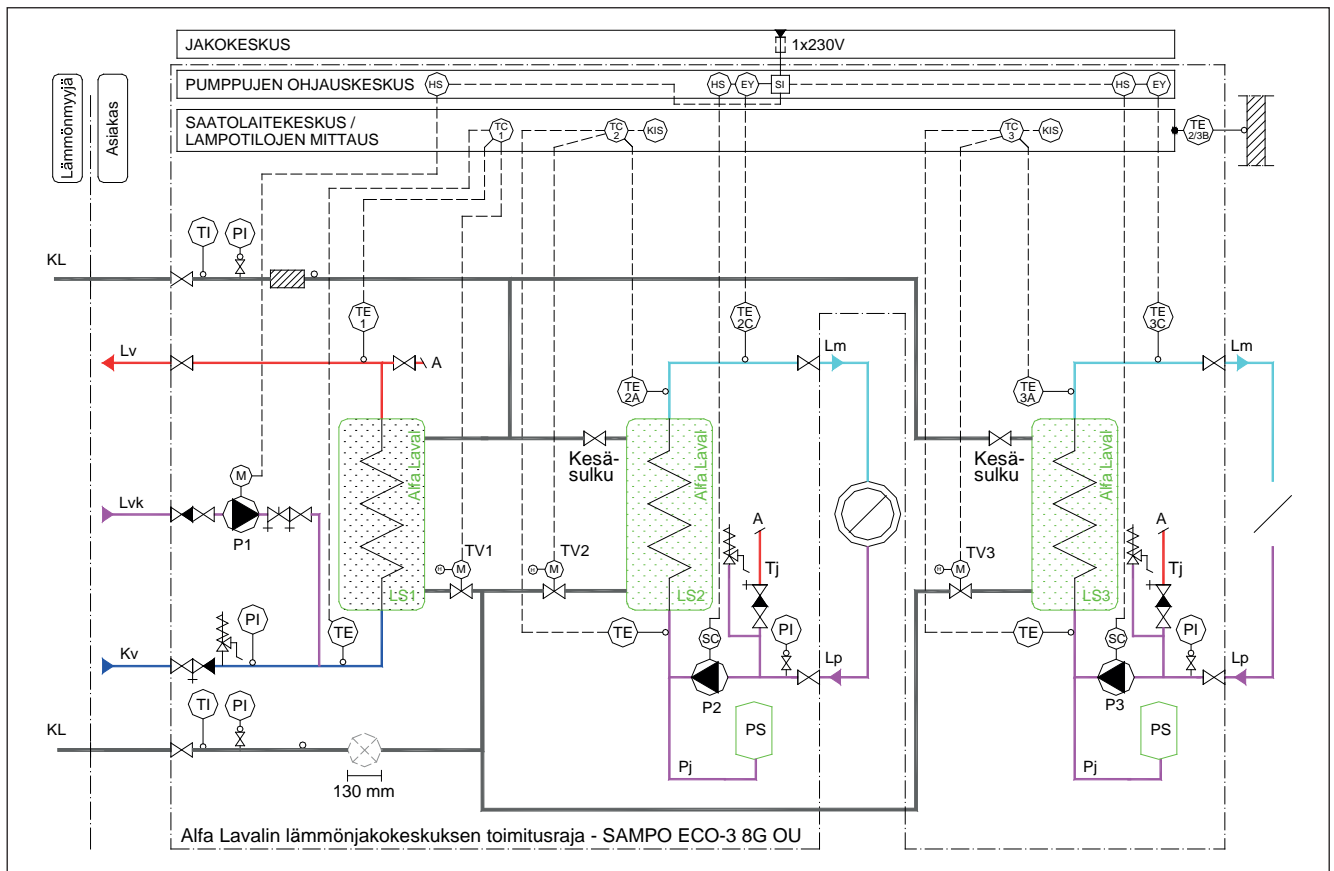 JAKOKESKUS
1x230V
PUMPPUJEN OHJAUSKESKUS
HS
HS
EY
SI
HS
EY
SAATOLAITEKESKUS /
LAMPOTILOJEN MITTAUS
TC
1
TC
2
KIS
TC
3
KIS
TE
2/3B
Lämmönmyyjä
Asiakas
TI
PI
KL
TE
1
TE
2C
TE
3C
Lv
A
Lm
Lm
TE
2A
TE
3A
Alfa Laval
Alfa Laval
Alfa Laval
Kesä-
sulku
Kesä-
sulku
M
Lvk
P1
A
A
TV1
TV2
TV3
H
M
H
M
H
M
Tj
Tj
LS1
LS2
LS3
PI
TE
TE
SC
PI
TE
SC
PI
Kv
Lp
Lp
TI
PI
P2
P3
KL
PS
PS
Pj
Pj
130 mm
Alfa Lavalin lämmönjakokeskuksen toimitusraja - SAMPO ECO-3 8G OU